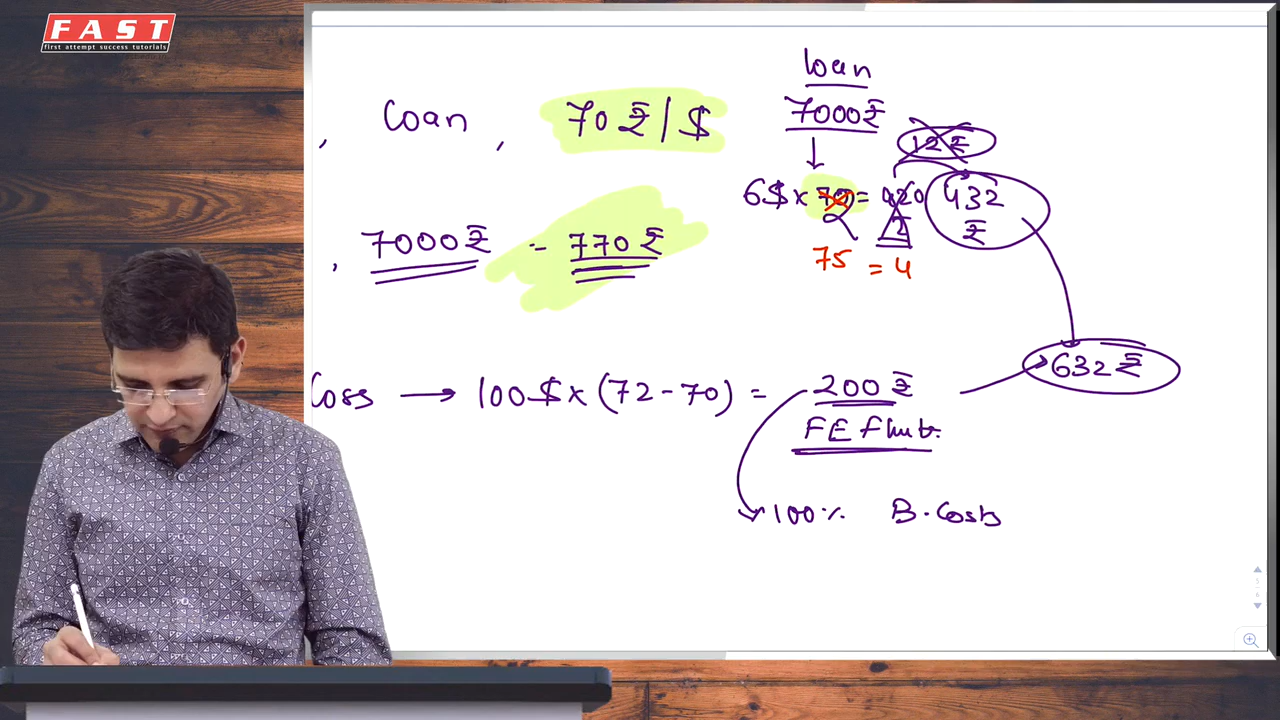 FAST
first attempt success tutorials
loan
, Loan , 70₹|$
7000₹
12₹
6$ x 72 = 420 432
₹
, 7000₹ - 770₹
75 = 4
632₹
Loss → 100$ x (72-70) = 200₹
FE Fluct.
→ 100% B.Costs